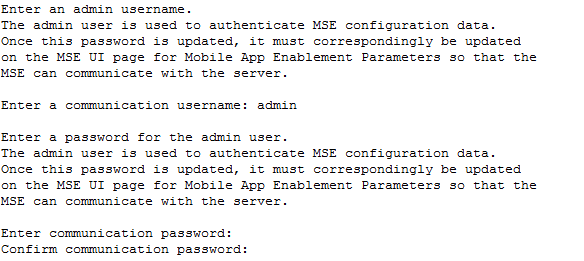 Enter an admin username.
The admin user is used to authenticate MSE configuration data.
Once this password is updated, it must correspondingly be updated
on the MSE UI page for Mobile App Enablement Parameters so that the
MSE can communicate with the server.
Enter a communication username: admin
Enter a password for the admin user.
The admin user is used to authenticate MSE configuration data.
Once this password is updated, it must correspondingly be updated
on the MSE UI page for Mobile App Enablement Parameters so that the
MSE can communicate with the server.
Enter communication password:
Confirm communication password: